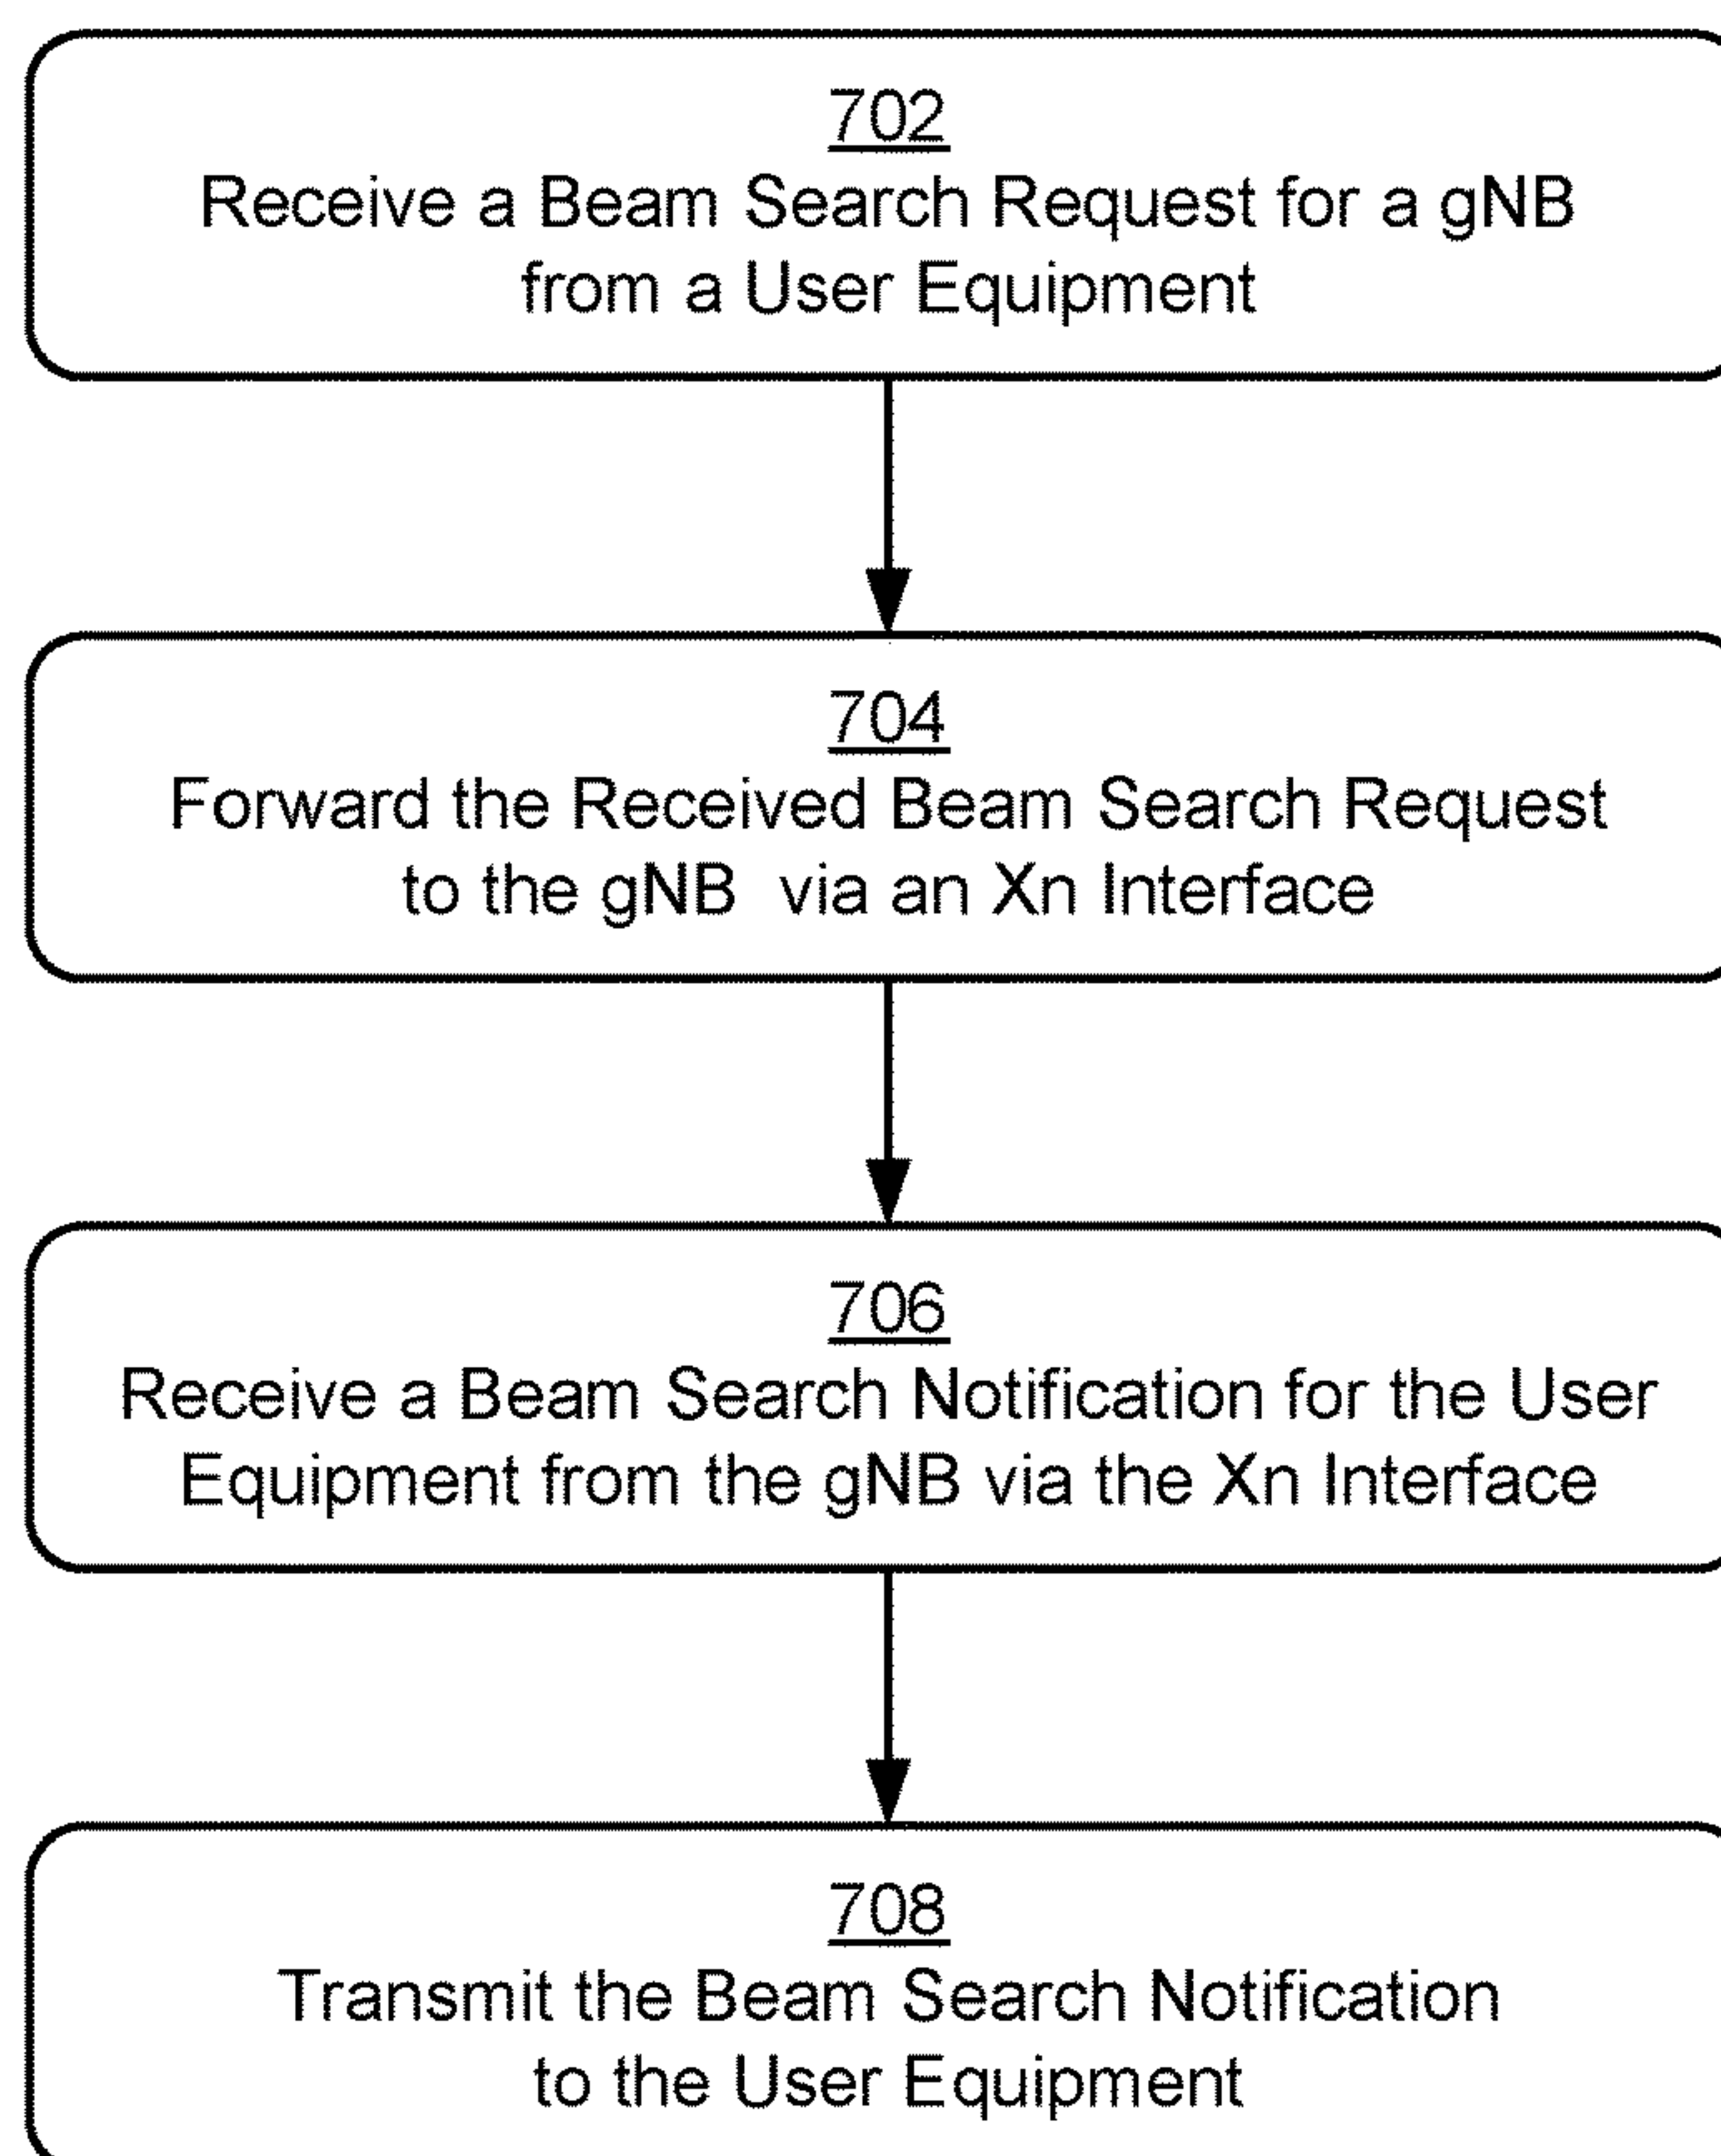 702
Receive a Beam Search Request for a gNB
from a User Equipment
704
Forward the Received Beam Search Request
to the gNB via an Xn Interface
706
Receive a Beam Search Notification for the User
Equipment from the gNB via the Xn Interface
708
Transmit the Beam Search Notification
to the User Equipment